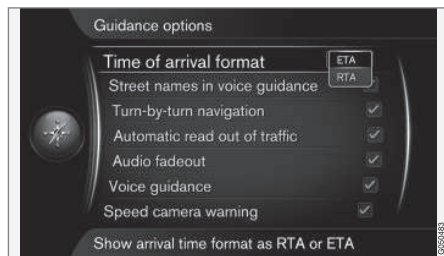 Guidance options
Time of arrival format
ETA
RTA
Street names in voice guidance
Turn-by-turn navigation
Automatic read out of traffic
Audio fadeout
Voice guidance
Speed camera warning
Show arrival time format as RTA or ETA
G050483